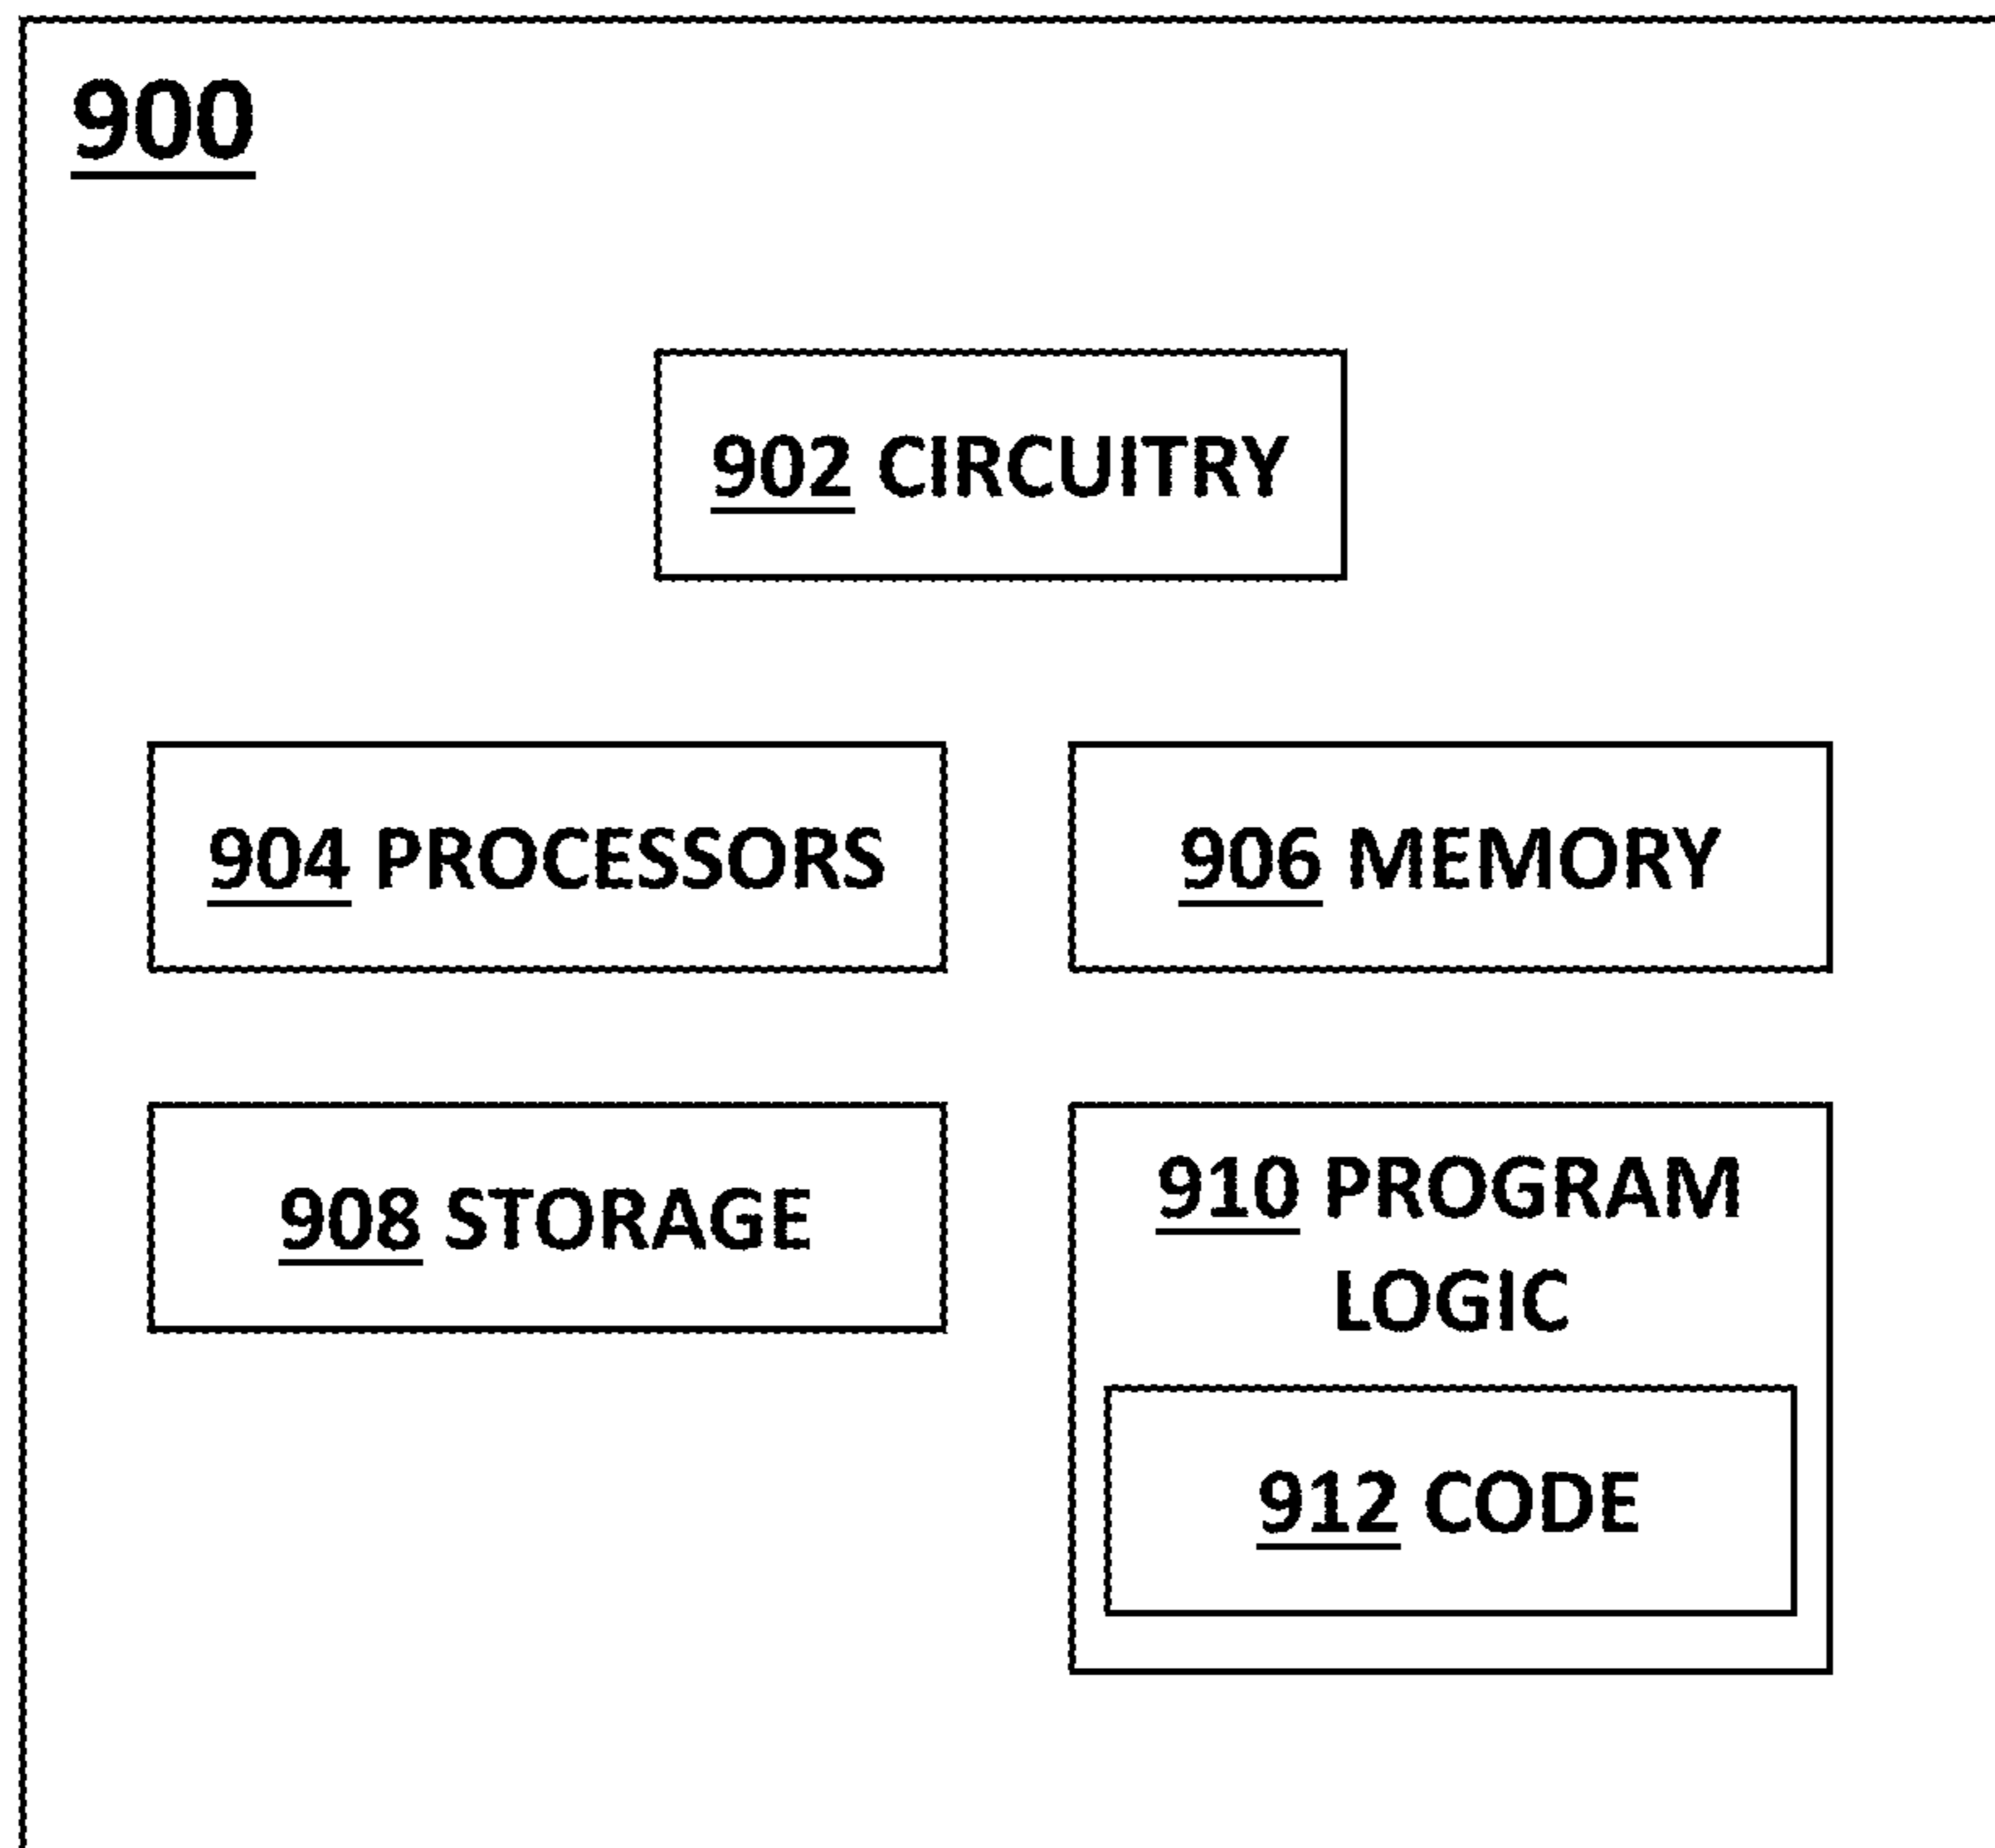 900
902 CIRCUITRY
904 PROCESSORS
906 MEMORY
908 STORAGE
910 PROGRAM
LOGIC
912 CODE